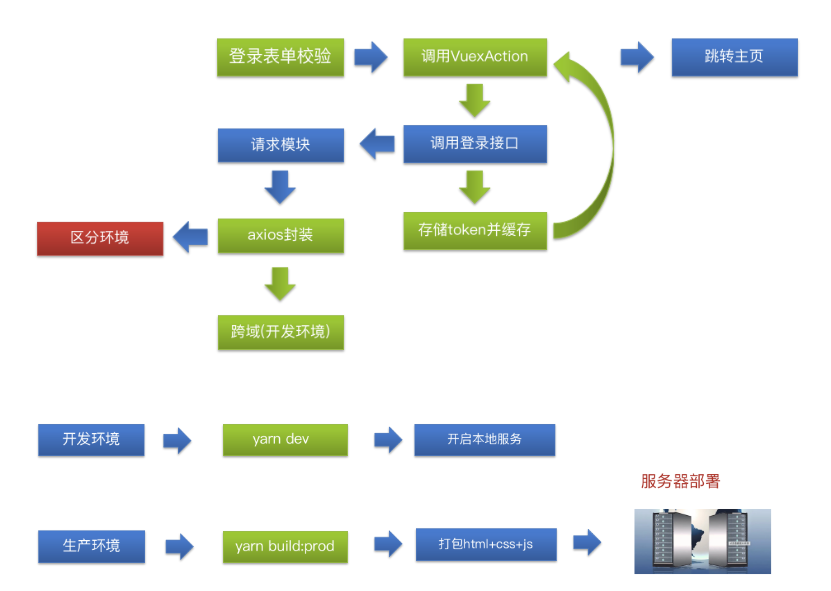 登录表单校验
调用VuexAction
跳转主页
请求模块
调用登录接口
区分环境
axios封装
存储token并缓存
跨域(开发环境)
开发环境
yarn dev
开启本地服务
服务器部署
生产环境
yarn build:prod
打包html+css+js